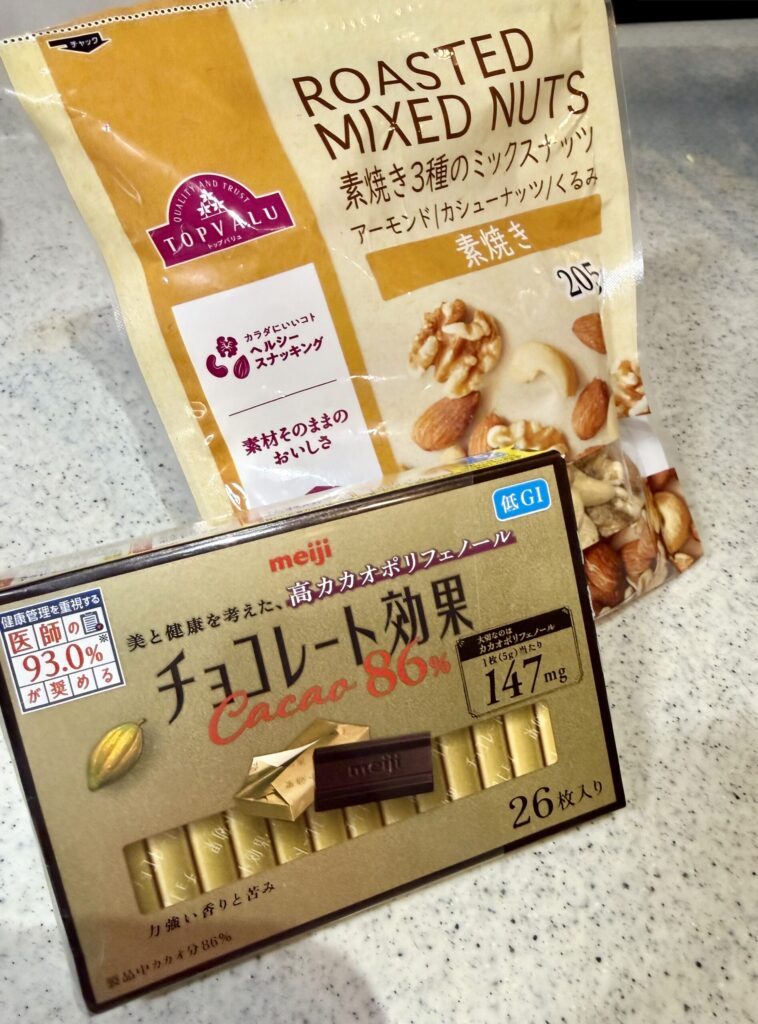 チャック
ROASTED
MIXED NUTS
素焼き3種のミックスナッツ
アーモンド/カシューナッツ/くるみ
素焼き
205
QUALITY AND TRUST
TOPVALU
トップバリュ
カラダにいいコト
ヘルシー
スナッキング
素材そのままの
おいしさ
低GI
meiji
美と健康を考えた、高カカオポリフェノール
チョコレート効果
Cacao 86%
健康管理を重視する
医師の
93.0%※
が奨める
大切なのは
カカオポリフェノール
1枚(5g)当たり
147mg
meiji
26枚入り
力強い香りと苦み
製品中カカオ分86%